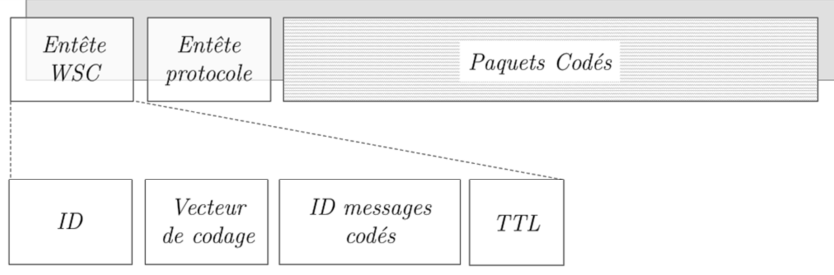 Entête
WSC
Entête
protocole
Paquets Codés
ID
Vecteur
de codage
ID messages
codés
TTL